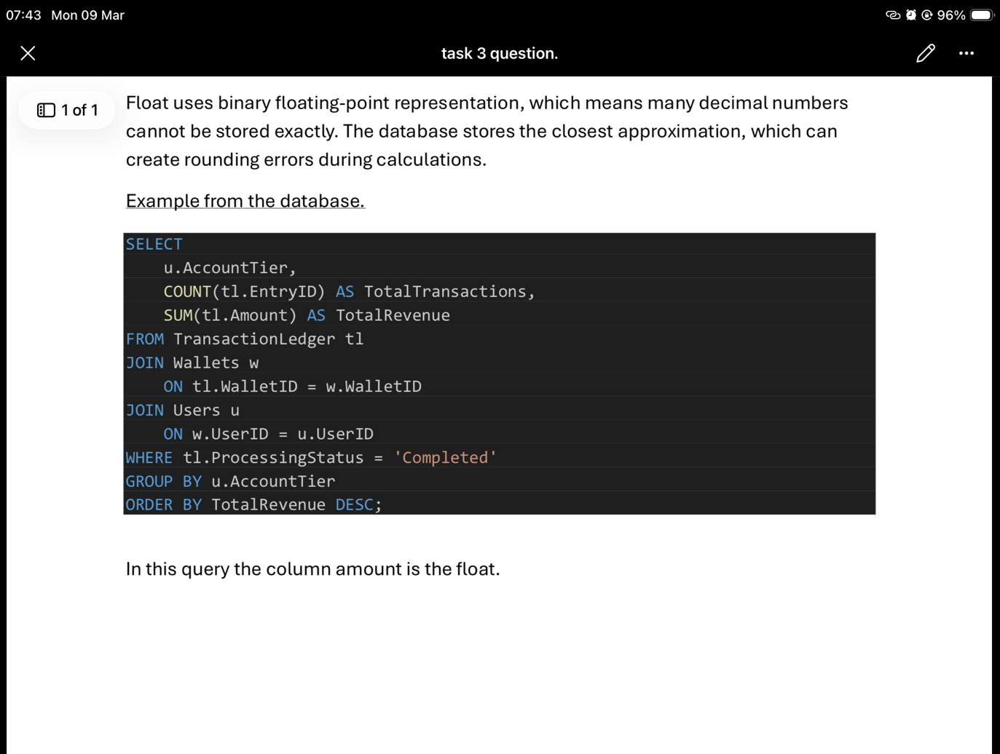 07:43 Mon 09 Mar
96%
task 3 question.
1 of 1
Float uses binary floating-point representation, which means many decimal numbers
cannot be stored exactly. The database stores the closest approximation, which can
create rounding errors during calculations.
Example from the database.
SELECT
    u.AccountTier,
    COUNT(tl.EntryID) AS TotalTransactions,
    SUM(tl.Amount) AS TotalRevenue
FROM TransactionLedger tl
JOIN Wallets w
    ON tl.WalletID = w.WalletID
JOIN Users u
    ON w.UserID = u.UserID
WHERE tl.ProcessingStatus = 'Completed'
GROUP BY u.AccountTier
ORDER BY TotalRevenue DESC;
In this query the column amount is the float.